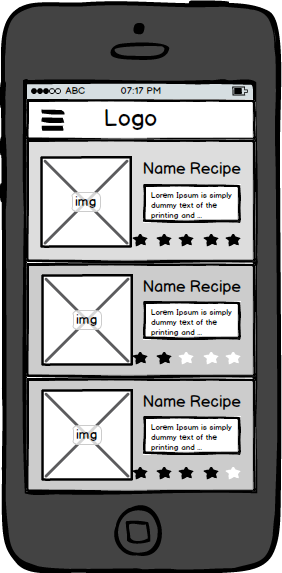 ABC 07:17 PM
Logo
img
Name Recipe
Lorem Ipsum is simply
dummy text of the
printing and ...
img
Name Recipe
Lorem Ipsum is simply
dummy text of the
printing and ...
img
Name Recipe
Lorem Ipsum is simply
dummy text of the
printing and ...